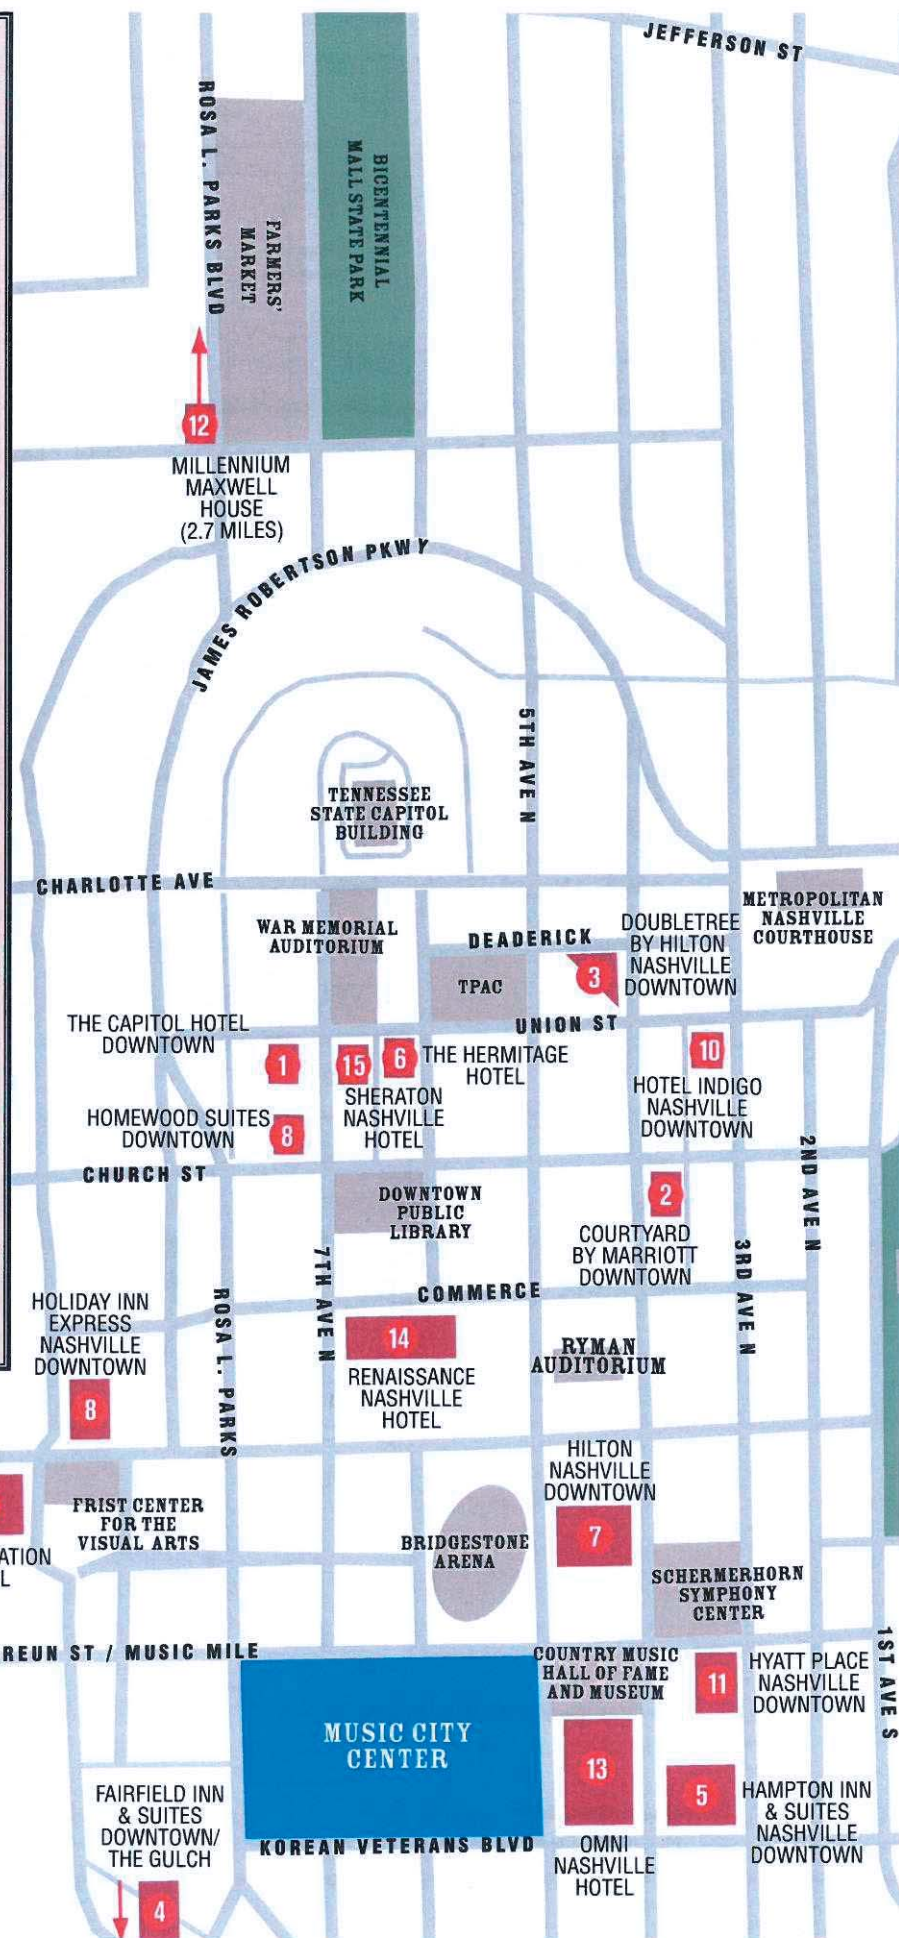 JEFFERSON ST
ROSA L. PARKS BLVD
FARMERS'
MARKET
BICENTENNIAL
MALL STATE PARK
12
MILLENNIUM
MAXWELL
HOUSE
(2.7 MILES)
JAMES ROBERTSON PKWY
5TH AVE N
TENNESSEE
STATE CAPITOL
BUILDING
CHARLOTTE AVE
METROPOLITAN
NASHVILLE
COURTHOUSE
WAR MEMORIAL
AUDITORIUM
DEADERICK
DOUBLETREE
BY HILTON
NASHVILLE
DOWNTOWN
3
TPAC
UNION ST
THE CAPITOL HOTEL
DOWNTOWN
1
15
6
THE HERMITAGE
HOTEL
10
SHERATON
NASHVILLE
HOTEL
HOTEL INDIGO
NASHVILLE
DOWNTOWN
HOMEWOOD SUITES
DOWNTOWN
8
CHURCH ST
2ND AVE N
DOWNTOWN
PUBLIC
LIBRARY
2
COURTYARD
BY MARRIOTT
DOWNTOWN
7TH AVE N
3RD AVE N
COMMERCE
ROSA L. PARKS
HOLIDAY INN
EXPRESS
NASHVILLE
DOWNTOWN
8
14
RENAISSANCE
NASHVILLE
HOTEL
RYMAN
AUDITORIUM
HILTON
NASHVILLE
DOWNTOWN
7
FRIST CENTER
FOR THE
VISUAL ARTS
BRIDGESTONE
ARENA
ATION
L
SCHERMERHORN
SYMPHONY
CENTER
1ST AVE S
REUN ST / MUSIC MILE
COUNTRY MUSIC
HALL OF FAME
AND MUSEUM
11
HYATT PLACE
NASHVILLE
DOWNTOWN
MUSIC CITY
CENTER
13
5
HAMPTON INN
& SUITES
NASHVILLE
DOWNTOWN
FAIRFIELD INN
& SUITES
DOWNTOWN/
THE GULCH
KOREAN VETERANS BLVD
OMNI
NASHVILLE
HOTEL
4